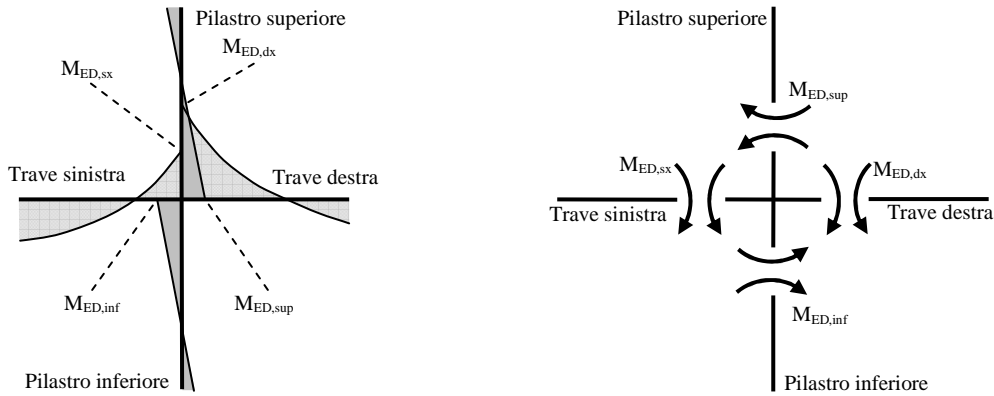 Pilastro superiore
M_ED,dx
M_ED,sx
Trave sinistra
Trave destra
M_ED,inf
M_ED,sup
Pilastro inferiore
Pilastro superiore
M_ED,sup
M_ED,sx
M_ED,dx
Trave sinistra
Trave destra
M_ED,inf
Pilastro inferiore